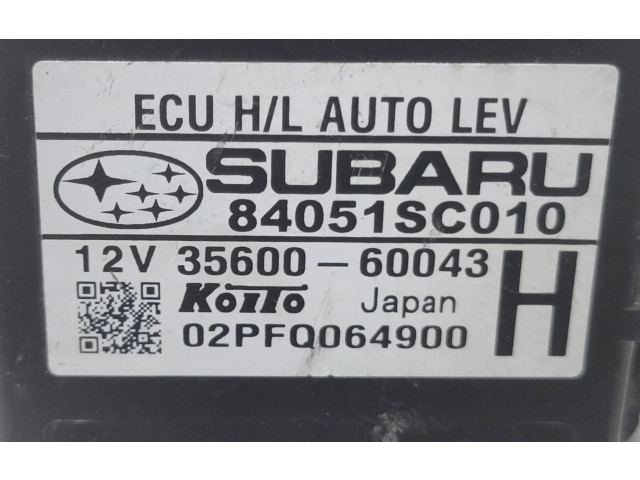 ECU H/L AUTO LEV
SUBARU
84051SC010
12V 35600-60043
KOITO Japan
H
02PFQ064900